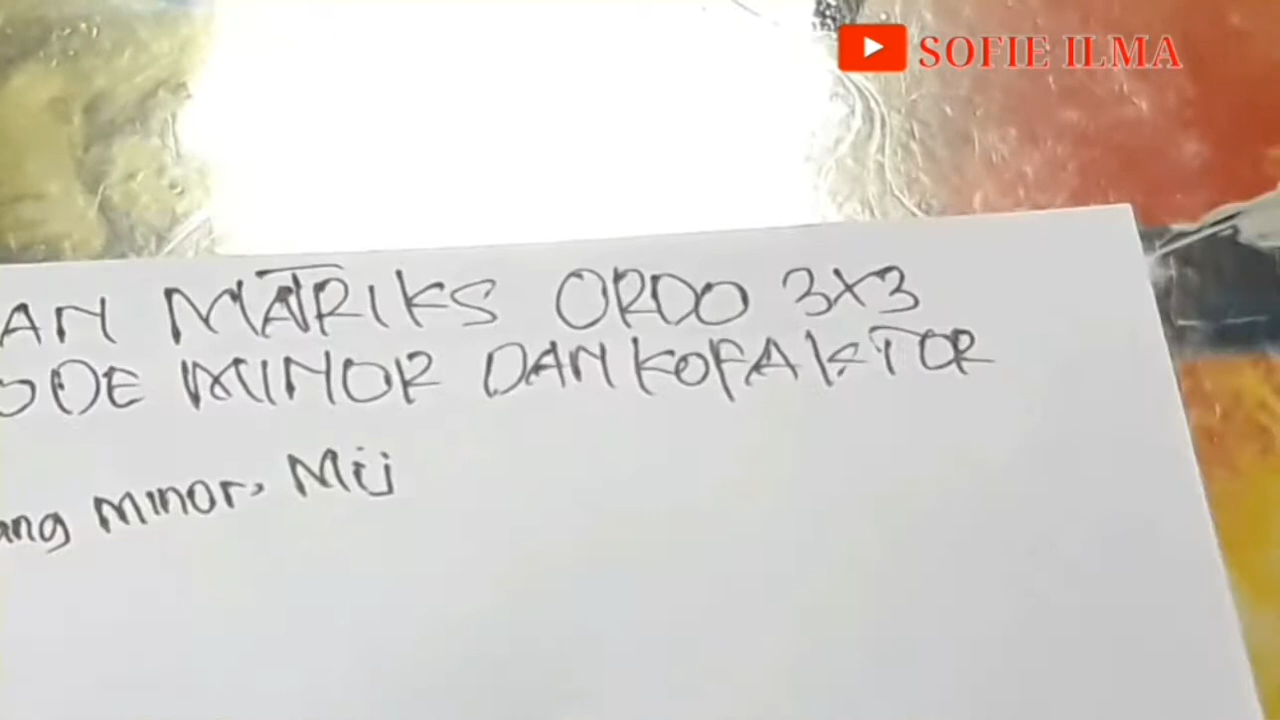 SOFIE ILMA
AN MATRIKS ORDO 3X3
ODE MINOR DAN KOFAKTOR
ang Minor, Mij